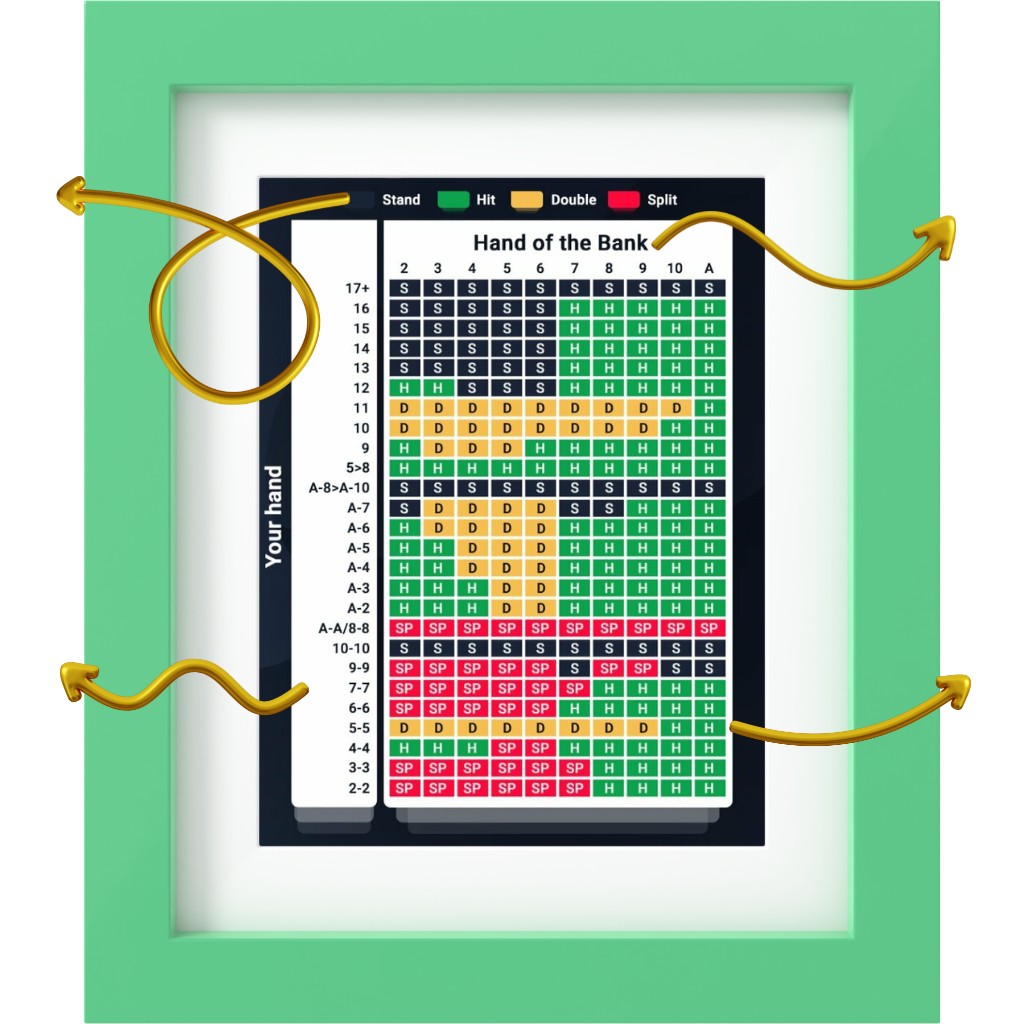 Stand Hit Double Split
Hand of the Bank
Your hand
2 3 4 5 6 7 8 9 10 A
17+ S S S S S S S S S S
16 S S S S S H H H H H
15 S S S S S H H H H H
14 S S S S S H H H H H
13 S S S S S H H H H H
12 H H S S S H H H H H
11 D D D D D D D D D H
10 D D D D D D D D H H
9 H D D D H H H H H H
5>8 H H H H H H H H H H
A-8>A-10 S S S S S S S S S S
A-7 S D D D D S S H H H
A-6 H D D D D H H H H H
A-5 H H D D D H H H H H
A-4 H H D D D H H H H H
A-3 H H H D D H H H H H
A-2 H H H D D H H H H H
A-A/8-8 SP SP SP SP SP SP SP SP SP SP
10-10 S S S S S S S S S S
9-9 SP SP SP SP SP S SP SP S S
7-7 SP SP SP SP SP SP H H H H
6-6 SP SP SP SP SP H H H H H
5-5 D D D D D D D D H H
4-4 H H H SP SP H H H H H
3-3 SP SP SP SP SP SP H H H H
2-2 SP SP SP SP SP SP H H H H